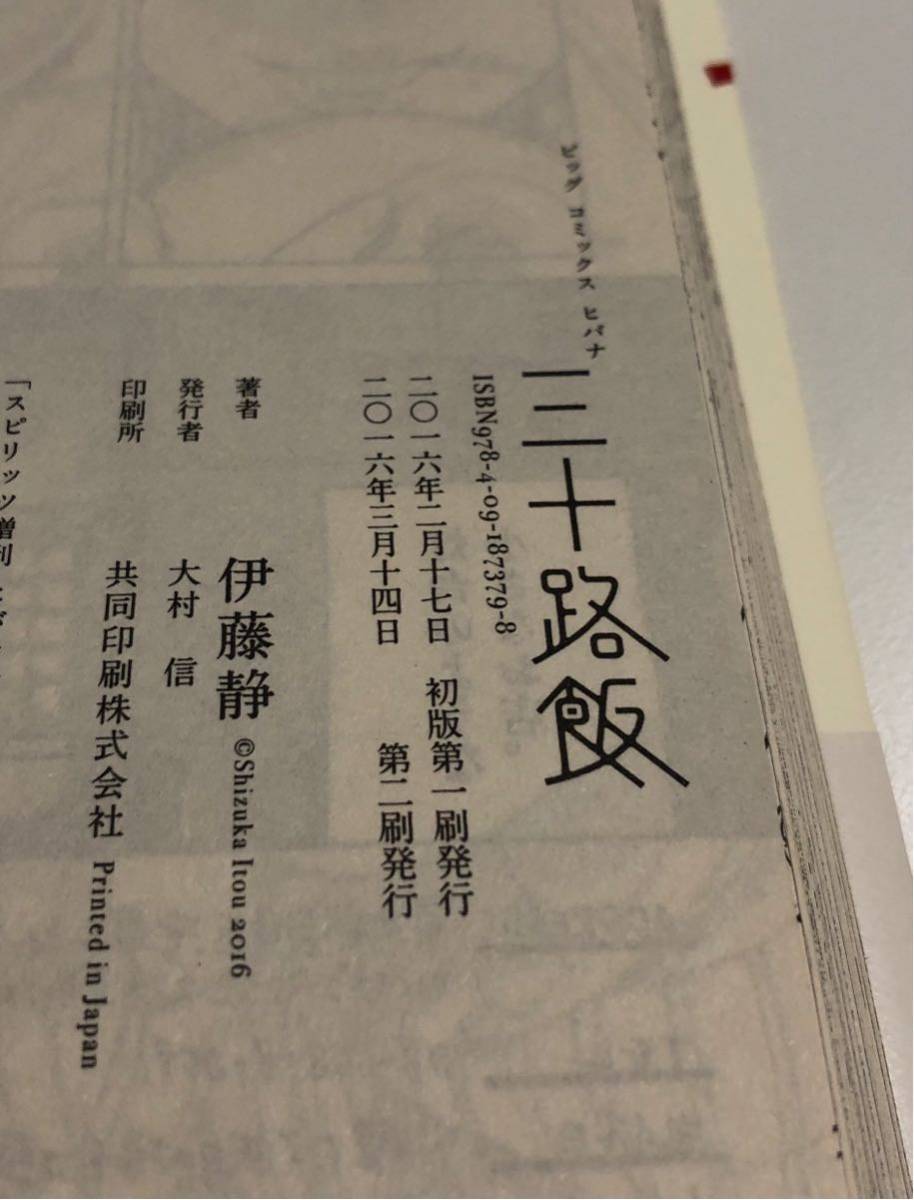 ビッグ コミックス ヒバナ
三十路飯
ISBN978-4-09-187379-8
二〇一六年二月十七日 初版第一刷発行
二〇一六年三月十四日 第二刷発行
著者 伊藤静 ©Shizuka Itou 2016
発行者 大村 信
印刷所 共同印刷株式会社 Printed in Japan
「スピリッツ増刊